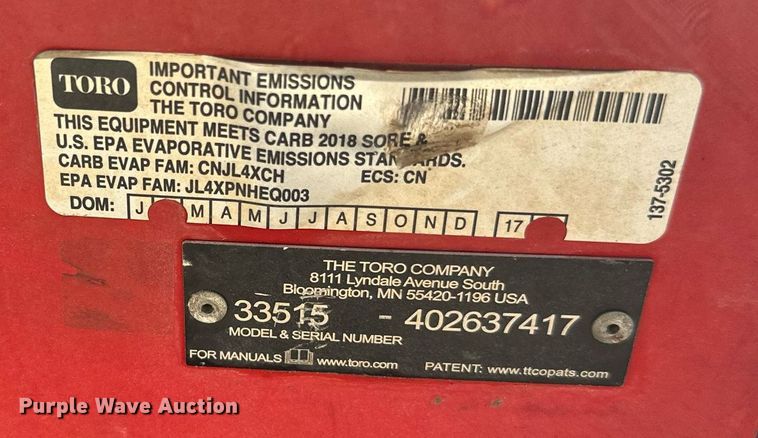 TORO
IMPORTANT EMISSIONS
CONTROL INFORMATION
THE TORO COMPANY
THIS EQUIPMENT MEETS CARB 2018 SORE &
U.S. EPA EVAPORATIVE EMISSIONS STANDARDS.
CARB EVAP FAM: CNJL4XCH ECS: CN
EPA EVAP FAM: JL4XPNHEQ003
DOM: J M A M J J A S O N D 17
137-5302
THE TORO COMPANY
8111 Lyndale Avenue South
Bloomington, MN 55420-1196 USA
33515 - 402637417
MODEL & SERIAL NUMBER
FOR MANUALS www.toro.com PATENT: www.ttcopats.com
Purple Wave Auction